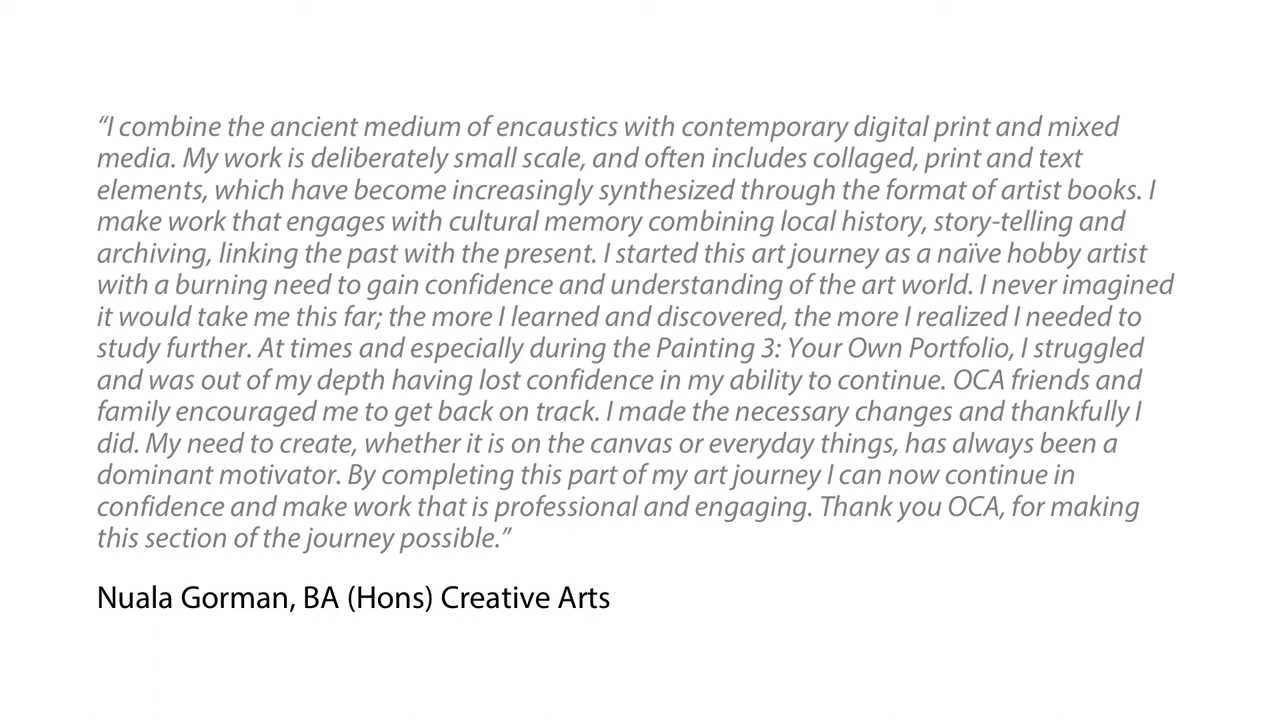 “I combine the ancient medium of encaustics with contemporary digital print and mixed
media. My work is deliberately small scale, and often includes collaged, print and text
elements, which have become increasingly synthesized through the format of artist books. I
make work that engages with cultural memory combining local history, story-telling and
archiving, linking the past with the present. I started this art journey as a naïve hobby artist
with a burning need to gain confidence and understanding of the art world. I never imagined
it would take me this far; the more I learned and discovered, the more I realized I needed to
study further. At times and especially during the Painting 3: Your Own Portfolio, I struggled
and was out of my depth having lost confidence in my ability to continue. OCA friends and
family encouraged me to get back on track. I made the necessary changes and thankfully I
did. My need to create, whether it is on the canvas or everyday things, has always been a
dominant motivator. By completing this part of my art journey I can now continue in
confidence and make work that is professional and engaging. Thank you OCA, for making
this section of the journey possible.”
Nuala Gorman, BA (Hons) Creative Arts